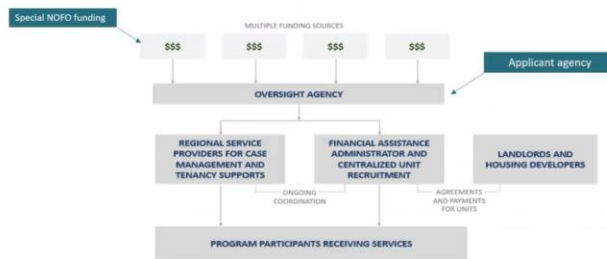 Special NOFO funding
MULTIPLE FUNDING SOURCES
$$$ $$$ $$$ $$$
Applicant agency
OVERSIGHT AGENCY
REGIONAL SERVICE
PROVIDERS FOR CASE
MANAGEMENT AND
TENANCY SUPPORTS
FINANCIAL ASSISTANCE
ADMINISTRATOR AND
CENTRALIZED UNIT
RECRUITMENT
LANDLORDS AND
HOUSING DEVELOPERS
ONGOING
COORDINATION
AGREEMENTS
AND PAYMENTS
FOR UNITS
PROGRAM PARTICIPANTS RECEIVING SERVICES